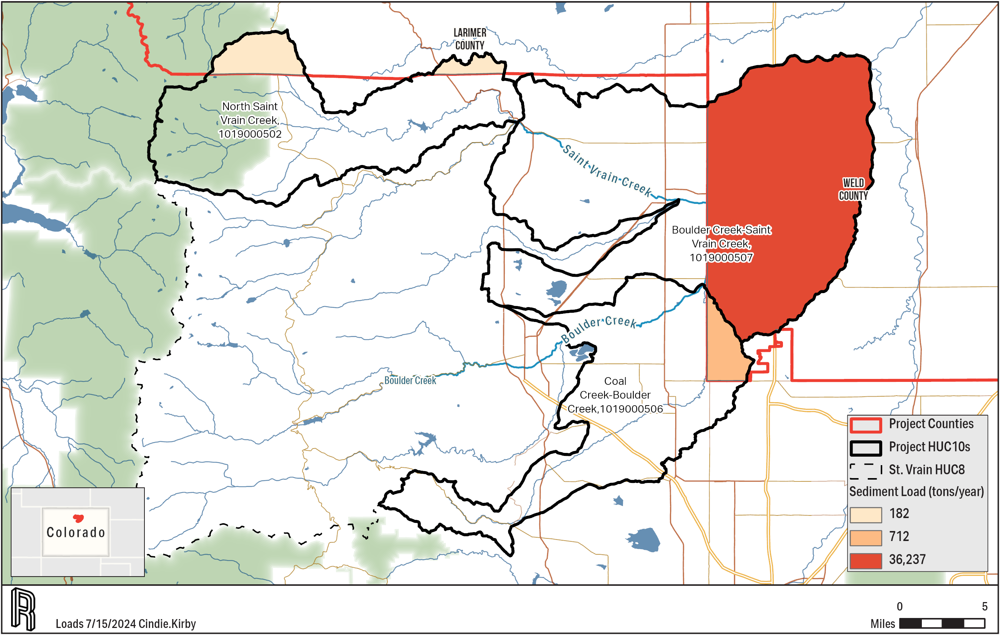 LARIMER
COUNTY
North Saint
Vrain Creek,
1019000502
Saint Vrain Creek
WELD
COUNTY
Boulder Creek-Saint
Vrain Creek,
1019000507
Boulder Creek
Boulder Creek
Coal
Creek-Boulder
Creek,1019000506
Project Counties
Project HUC10s
St. Vrain HUC8
Sediment Load (tons/year)
182
712
36,237
Colorado
Loads 7/15/2024 Cindie.Kirby
0 5
Miles